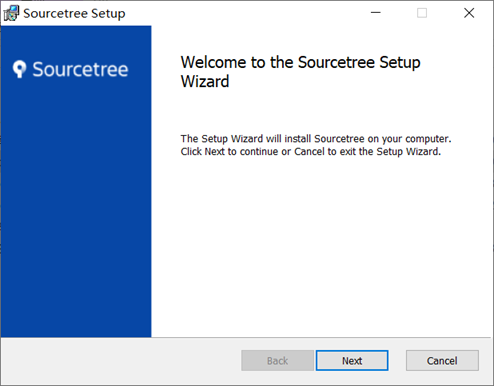 Sourcetree Setup
Sourcetree
Welcome to the Sourcetree Setup
Wizard
The Setup Wizard will install Sourcetree on your computer.
Click Next to continue or Cancel to exit the Setup Wizard.
Back
Next
Cancel